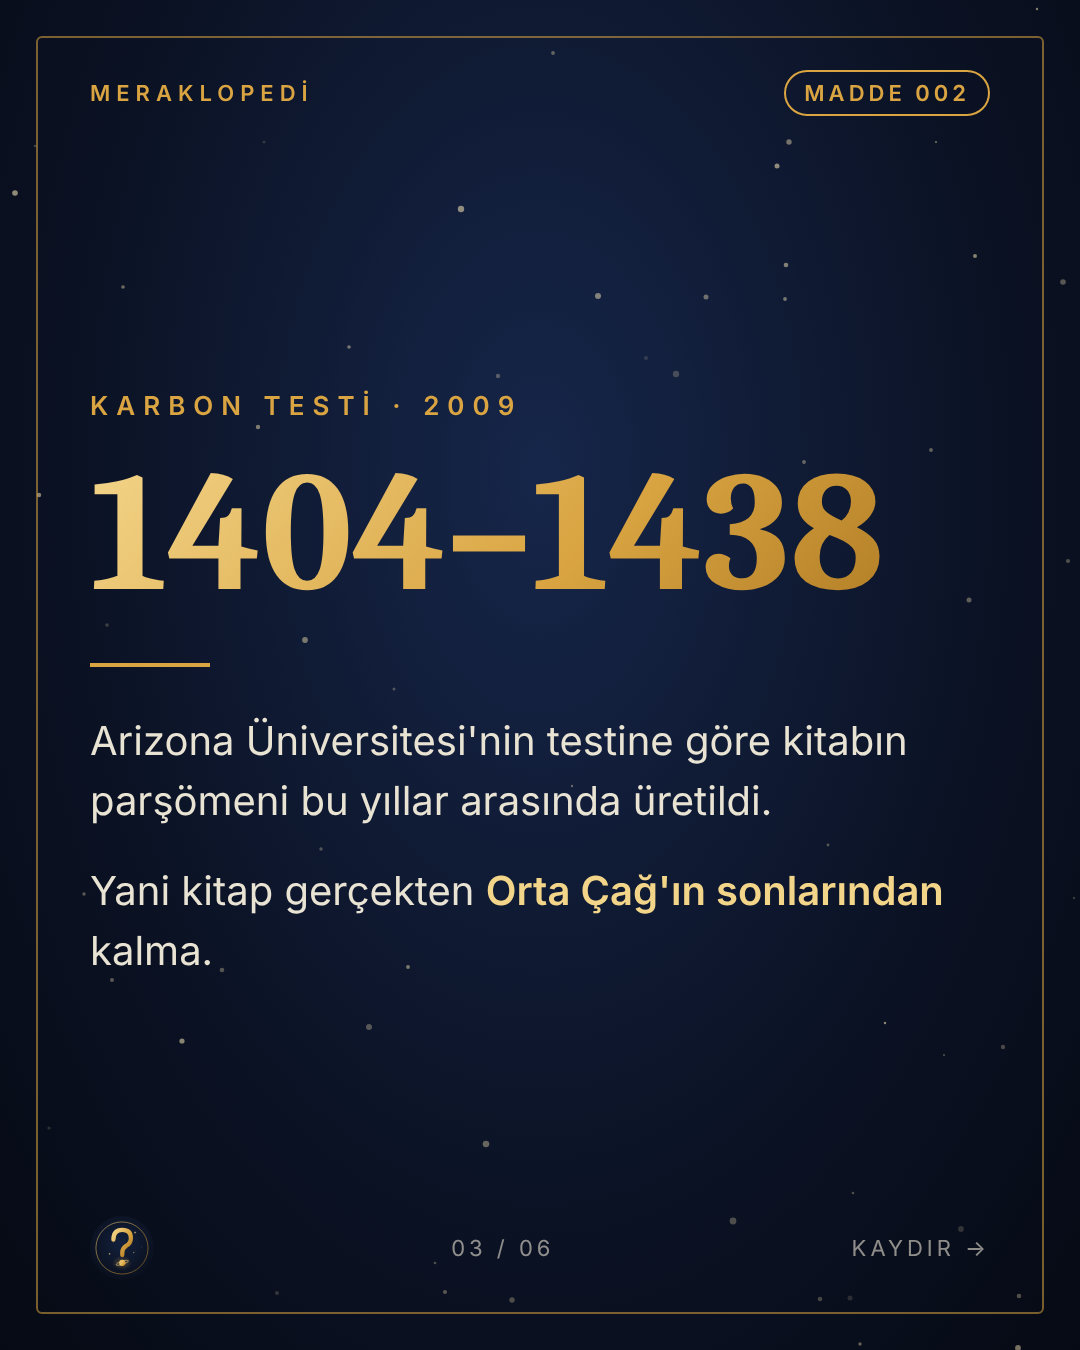 MERAKLOPEDİ
MADDE 002
KARBON TESTİ · 2009
1404–1438
Arizona Üniversitesi'nin testine göre kitabın
parşömeni bu yıllar arasında üretildi.
Yani kitap gerçekten Orta Çağ'ın sonlarından
kalma.
?
03 / 06
KAYDIR →